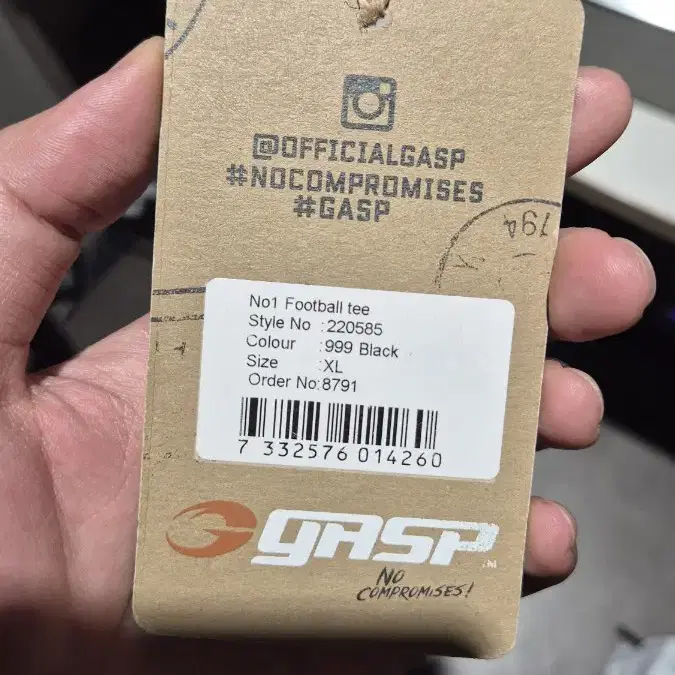 @OFFICIALGASP
#NOCOMPROMISES
#GASP
194
No1 Football tee
Style No :220585
Colour :999 Black
Size :XL
Order No:8791
7 332576 014260
GASP
NO
COMPROMISES!